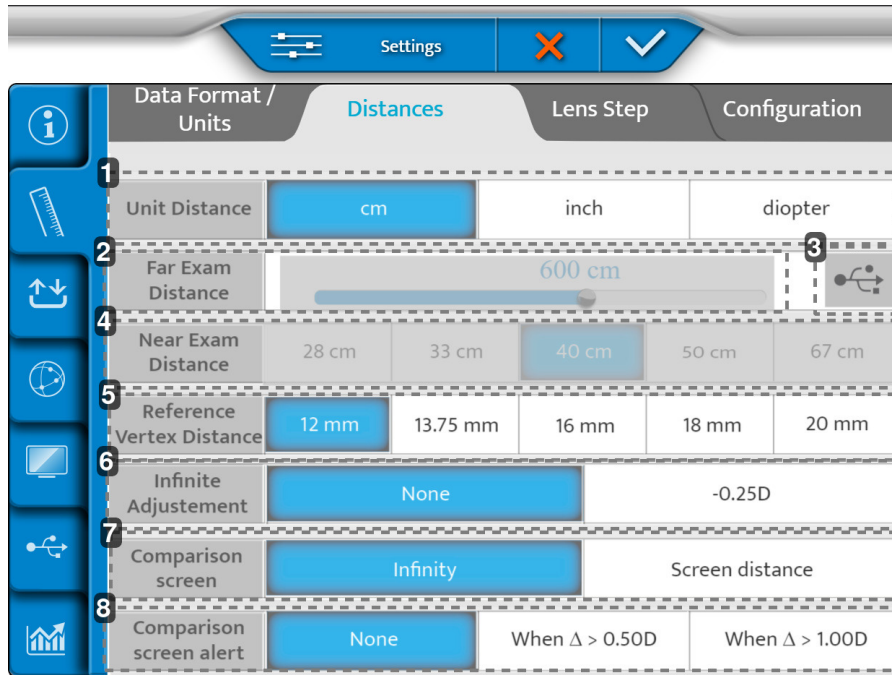 Settings
Data Format /
Units
Distances
Lens Step
Configuration
1
Unit Distance
cm
inch
diopter
2
3
Far Exam
Distance
600 cm
4
Near Exam
Distance
28 cm
33 cm
40 cm
50 cm
67 cm
5
Reference
Vertex Distance
12 mm
13.75 mm
16 mm
18 mm
20 mm
6
Infinite
Adjustement
None
-0.25D
7
Comparison
screen
Infinity
Screen distance
8
Comparison
screen alert
None
When Δ > 0.50D
When Δ > 1.00D